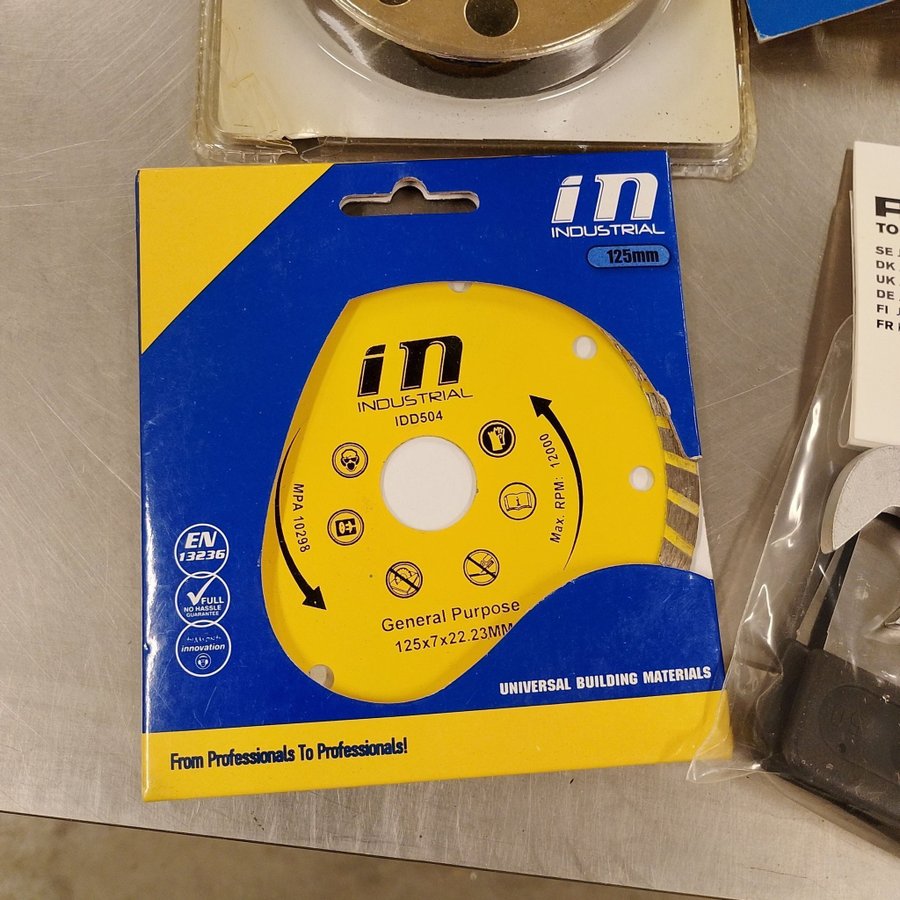 in
INDUSTRIAL
125mm
in
INDUSTRIAL
IDD504
MPA 10298
Max. RPM: 12000
General Purpose
125x7x22.23MM
EN
13236
FULL
NO HASSLE
GUARANTEE
innovation
UNIVERSAL BUILDING MATERIALS
From Professionals To Professionals!
TO
SE
DK
UK
DE
FI
FR